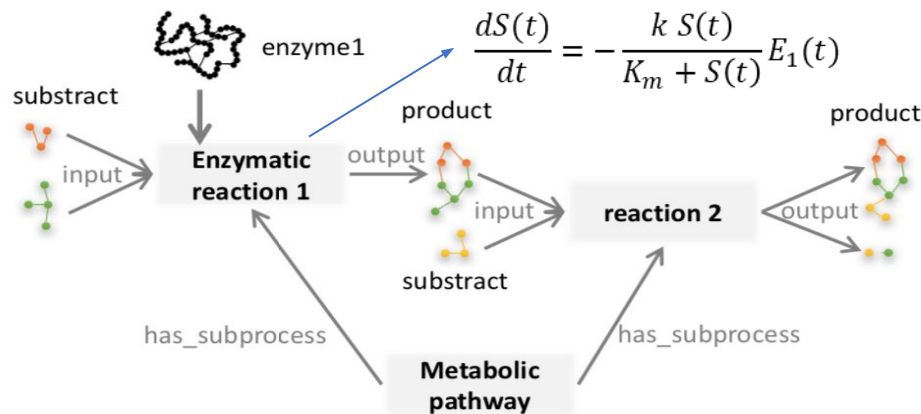 enzyme1
dS(t)/dt = − k S(t)/(K_m + S(t)) E_1(t)
substract
product
product
input
Enzymatic
reaction 1
output
input
reaction 2
output
substract
has_subprocess
has_subprocess
Metabolic
pathway